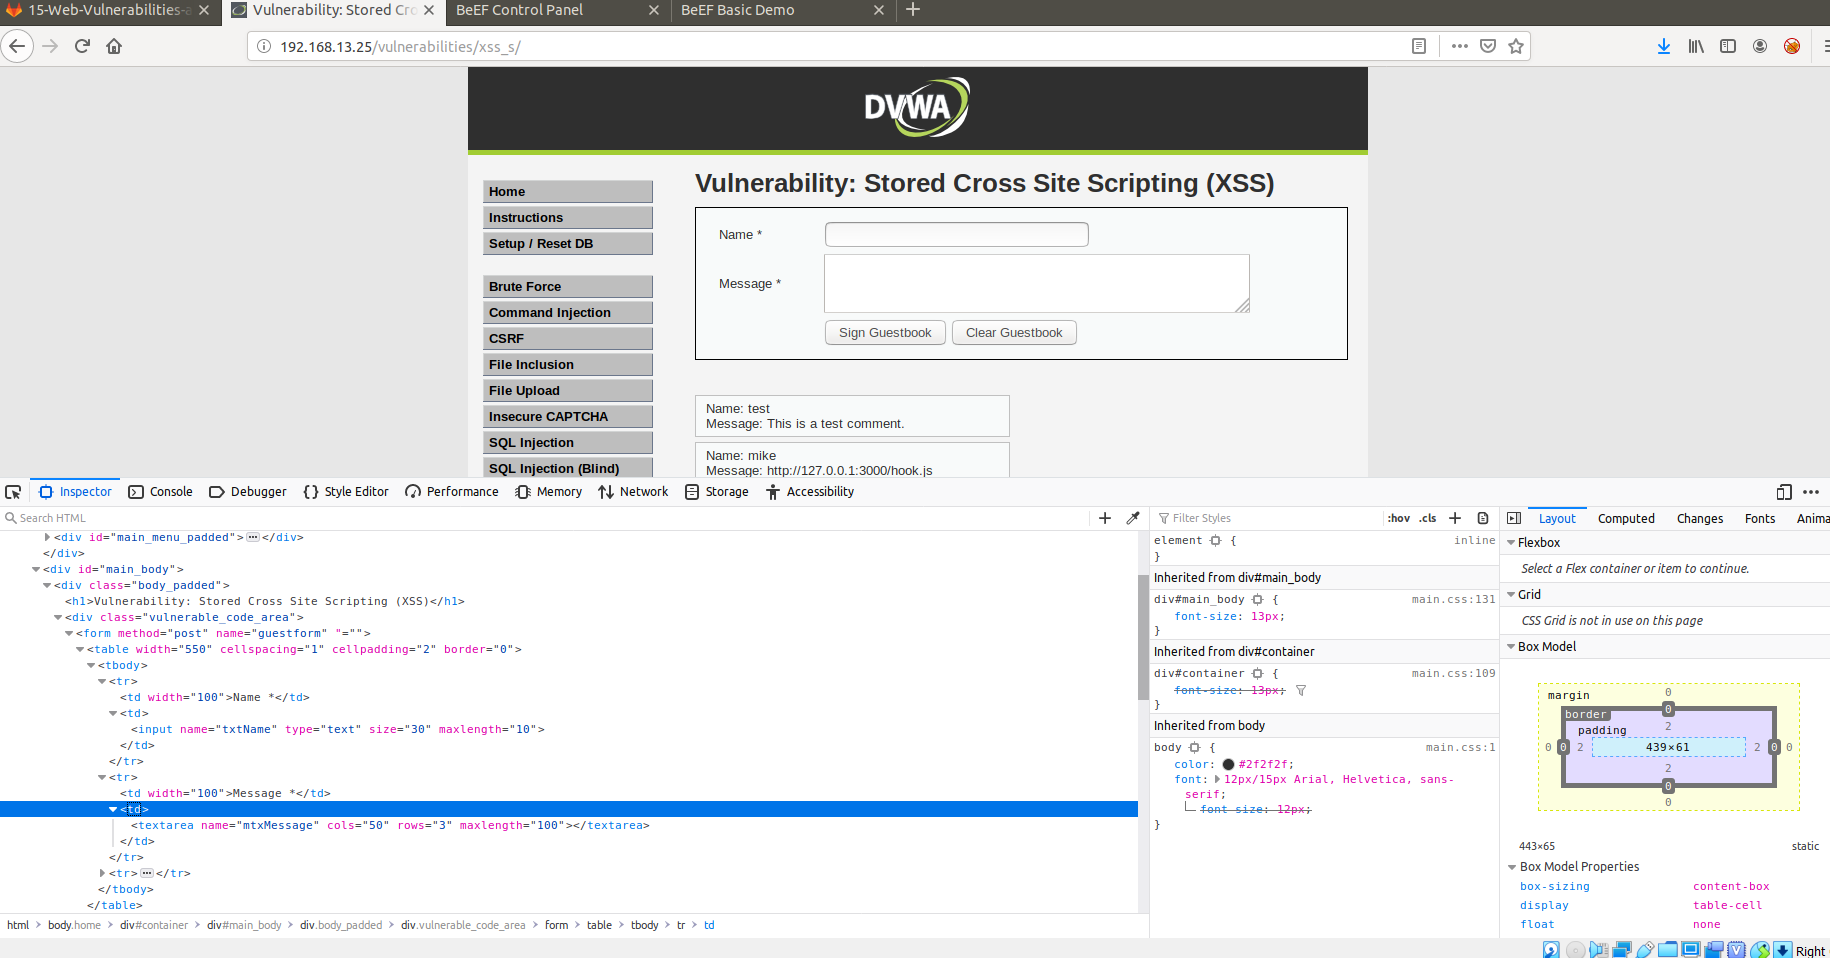 15-Web-Vulnerabilities-a
Vulnerability: Stored Cro
BeEF Control Panel
BeEF Basic Demo
192.168.13.25/vulnerabilities/xss_s/
DVWA
Home
Instructions
Setup / Reset DB
Brute Force
Command Injection
CSRF
File Inclusion
File Upload
Insecure CAPTCHA
SQL Injection
SQL Injection (Blind)
Vulnerability: Stored Cross Site Scripting (XSS)
Name *
Message *
Sign Guestbook Clear Guestbook
Name: test
Message: This is a test comment.
Name: mike
Message: http://127.0.0.1:3000/hook.js
Inspector Console Debugger {} Style Editor Performance Memory Network Storage Accessibility
Search HTML
<div id="main_menu_padded"> ••• </div>
</div>
<div id="main_body">
<div class="body_padded">
<h1>Vulnerability: Stored Cross Site Scripting (XSS)</h1>
<div class="vulnerable_code_area">
<form method="post" name="guestform" "="">
<table width="550" cellspacing="1" cellpadding="2" border="0">
<tbody>
<tr>
<td width="100">Name *</td>
<td>
<input name="txtName" type="text" size="30" maxlength="10">
</td>
</tr>
<tr>
<td width="100">Message *</td>
<td>
<textarea name="mtxMessage" cols="50" rows="3" maxlength="100"></textarea>
</td>
</tr>
<tr> ••• </tr>
</tbody>
</table>
html > body.home > div#container > div#main_body > div.body_padded > div.vulnerable_code_area > form > table > tbody > tr > td
Filter Styles :hov .cls +
element { inline
}
Inherited from div#main_body
div#main_body { main.css:131
font-size: 13px;
}
Inherited from div#container
div#container { main.css:109
font-size: 13px;
}
Inherited from body
body { main.css:1
color: #2f2f2f;
font: 12px/15px Arial, Helvetica, sans-
serif;
font-size: 12px;
}
Layout Computed Changes Fonts Anima
Flexbox
Select a Flex container or item to continue.
Grid
CSS Grid is not in use on this page
Box Model
margin 0
border 0
padding 2
0 0 2 439×61 2 0 0
2
0
0
443×65 static
Box Model Properties
box-sizing content-box
display table-cell
float none
V
Right